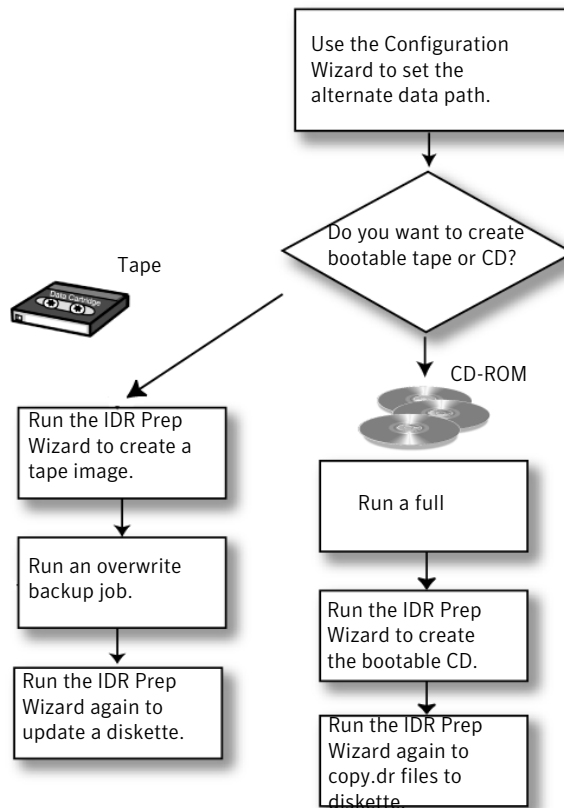 Use the Configuration
Wizard to set the
alternate data path.
Do you want to create
bootable tape or CD?
Tape
Data Cartridge
CD-ROM
Run the IDR Prep
Wizard to create a
tape image.
Run an overwrite
backup job.
Run the IDR Prep
Wizard again to
update a diskette.
Run a full
Run the IDR Prep
Wizard to create
the bootable CD.
Run the IDR Prep
Wizard again to
copy.dr files to
diskette.